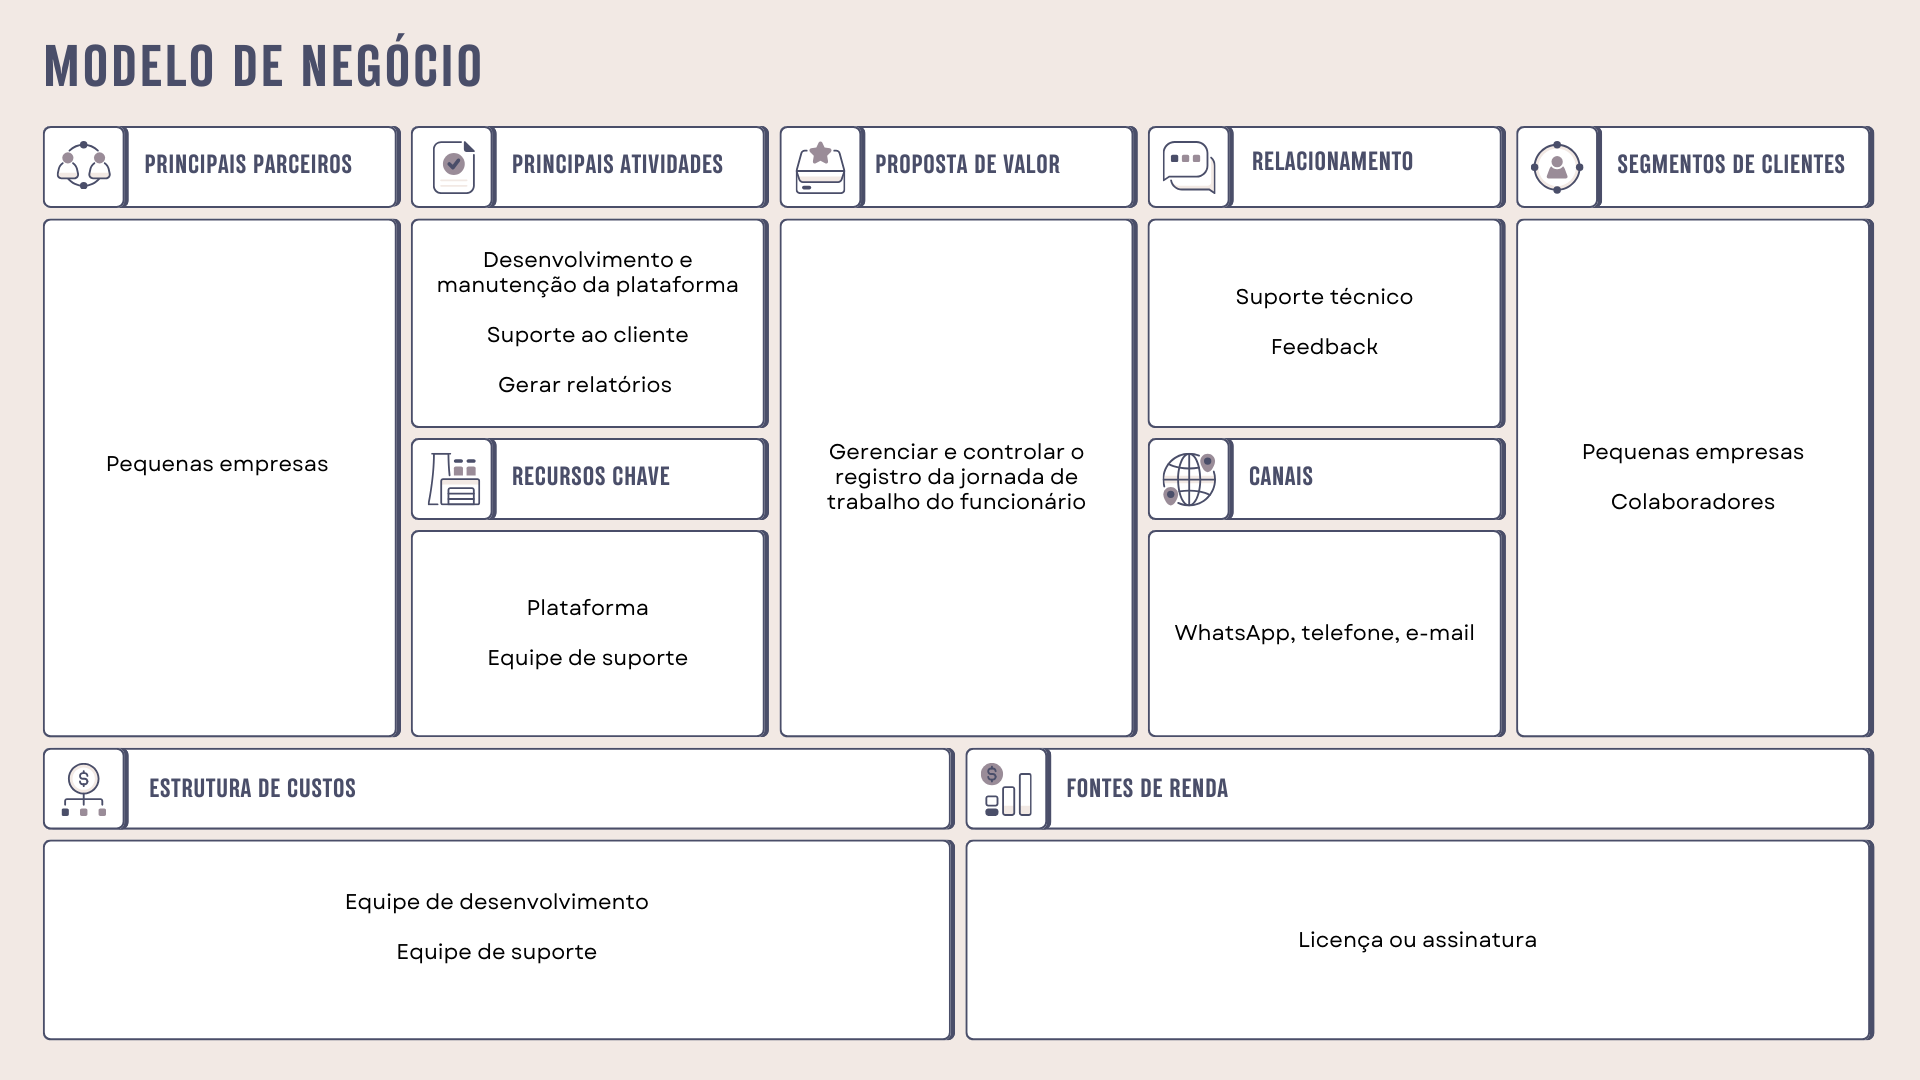 MODELO DE NEGÓCIO
PRINCIPAIS PARCEIROS
Pequenas empresas
PRINCIPAIS ATIVIDADES
Desenvolvimento e
manutenção da plataforma
Suporte ao cliente
Gerar relatórios
RECURSOS CHAVE
Plataforma
Equipe de suporte
PROPOSTA DE VALOR
Gerenciar e controlar o
registro da jornada de
trabalho do funcionário
RELACIONAMENTO
Suporte técnico
Feedback
CANAIS
WhatsApp, telefone, e-mail
SEGMENTOS DE CLIENTES
Pequenas empresas
Colaboradores
$
ESTRUTURA DE CUSTOS
Equipe de desenvolvimento
Equipe de suporte
$
FONTES DE RENDA
Licença ou assinatura